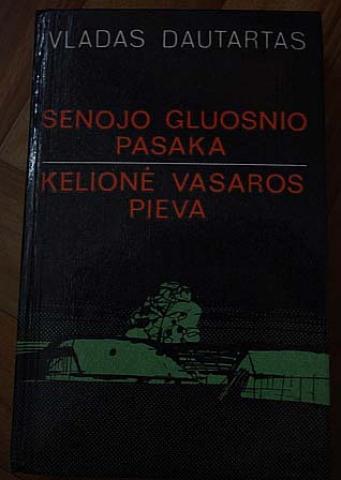 VLADAS DAUTARTAS
SENOJO GLUOSNIO
PASAKA
KELIONĖ VASAROS
PIEVA